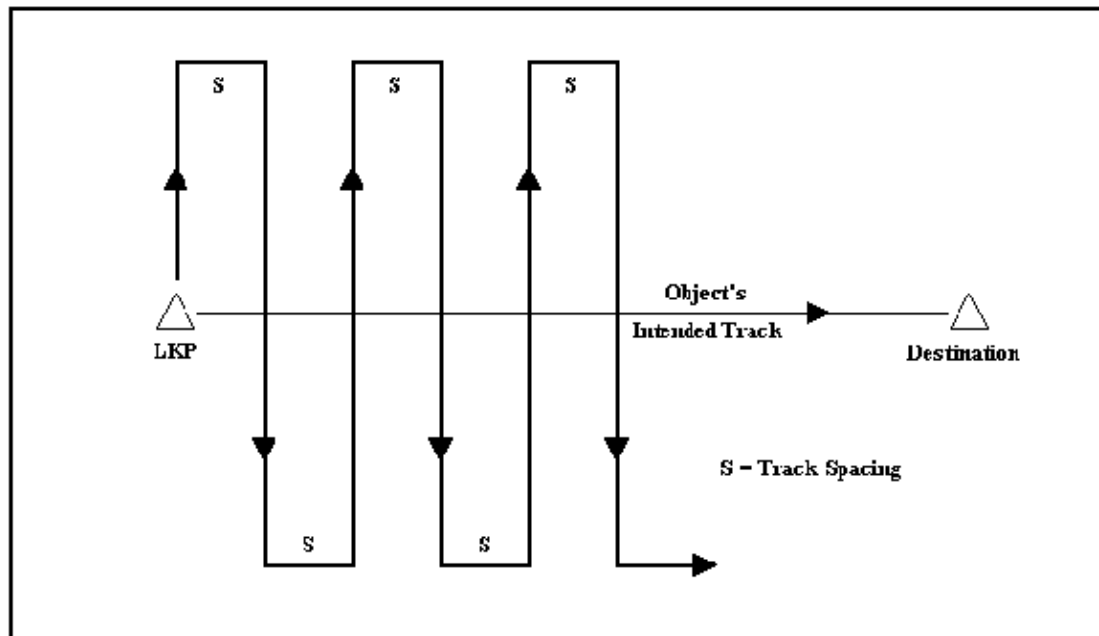 S S S
Object's
Intended Track
LKP Destination
S = Track Spacing
S S